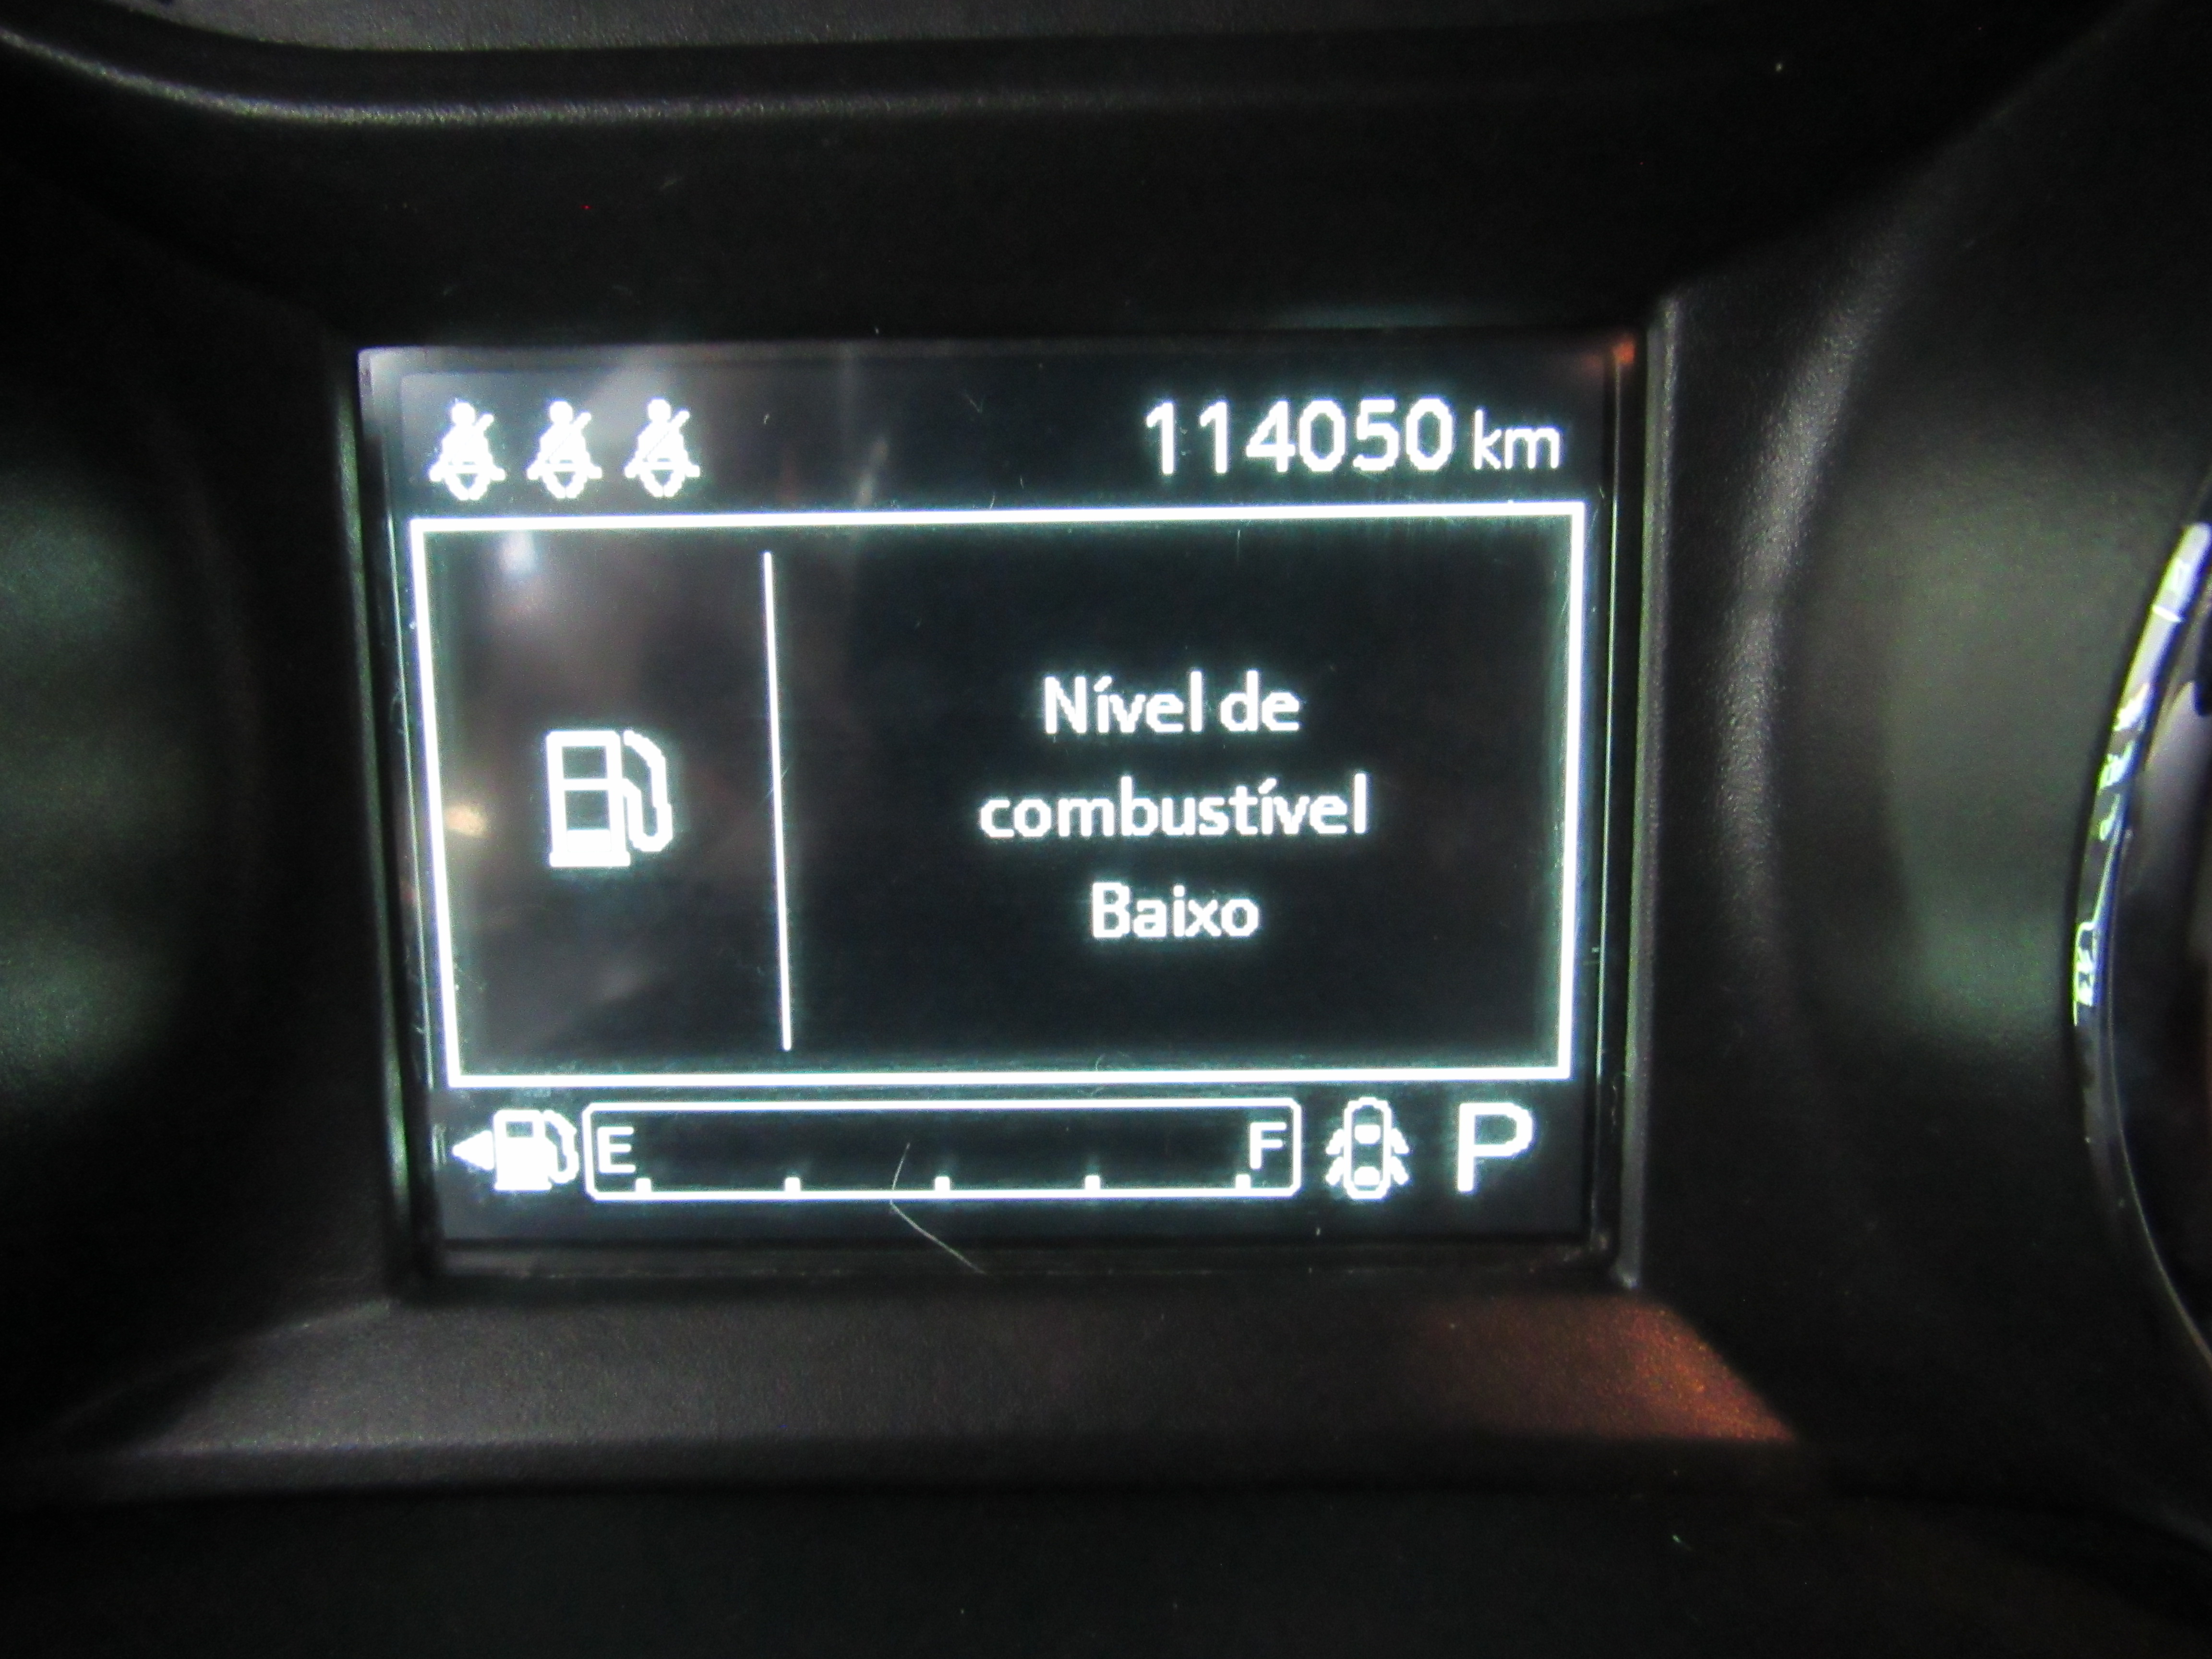 114050 km
Nível de
combustível
Baixo
E F P